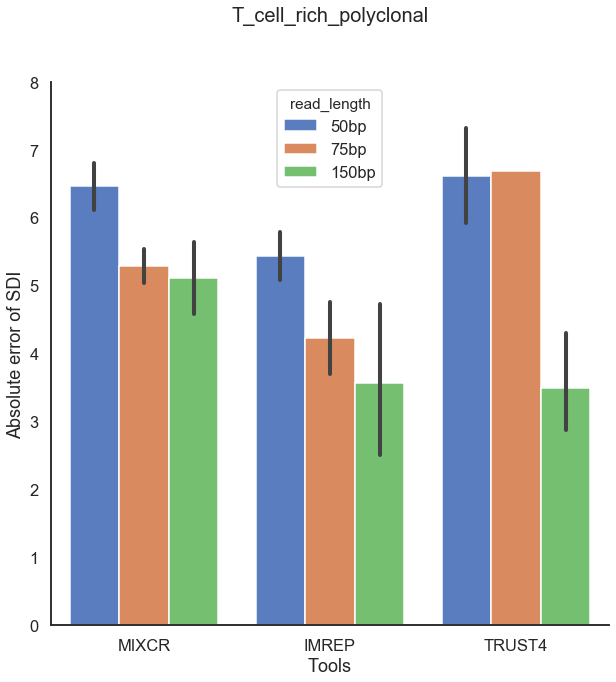 T_cell_rich_polyclonal
read_length
50bp
75bp
150bp
Absolute error of SDI
8
7
6
5
4
3
2
1
0
MIXCR IMREP TRUST4
Tools